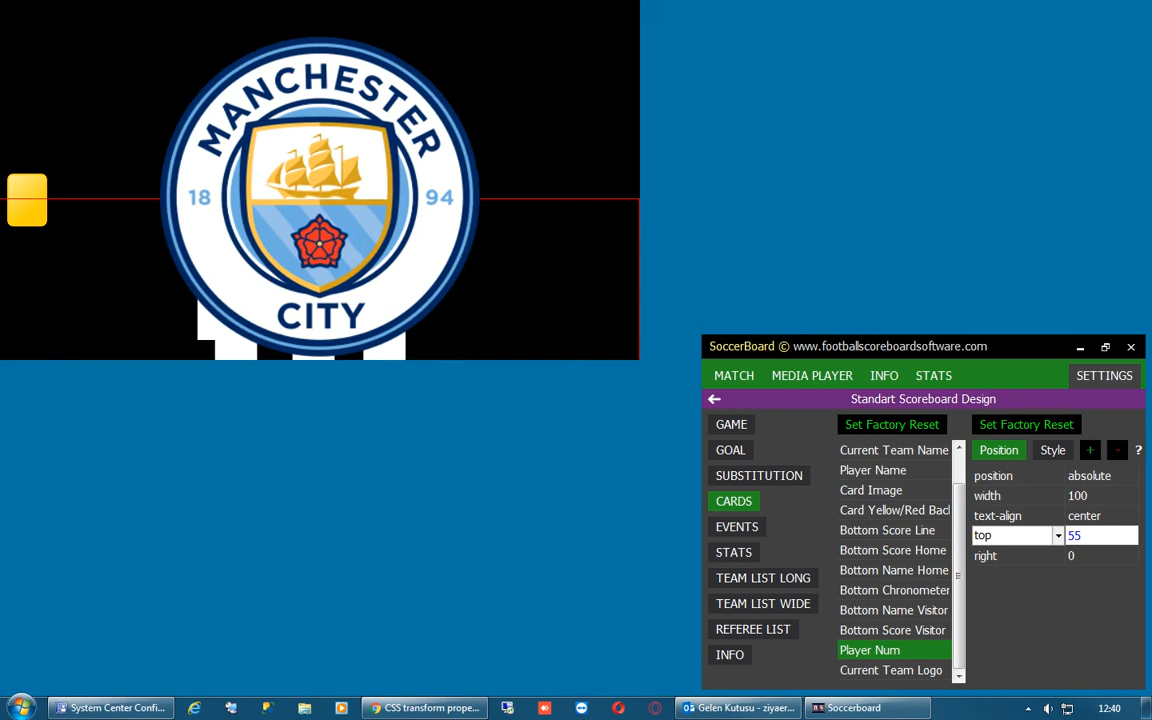 MANCHESTER
18 94
CITY
SoccerBoard © www.footballscoreboardsoftware.com
MATCH MEDIA PLAYER INFO STATS SETTINGS
Standart Scoreboard Design
GAME
GOAL
SUBSTITUTION
CARDS
EVENTS
STATS
TEAM LIST LONG
TEAM LIST WIDE
REFEREE LIST
INFO
Set Factory Reset
Current Team Name
Player Name
Card Image
Card Yellow/Red Back
Bottom Score Line
Bottom Score Home
Bottom Name Home
Bottom Chronometer
Bottom Name Visitor
Bottom Score Visitor
Player Num
Current Team Logo
Set Factory Reset
Position Style + - ?
position absolute
width 100
text-align center
top 55
right 0
System Center Confi...
CSS transform prope...
Gelen Kutusu - ziyaer...
Soccerboard
12:40